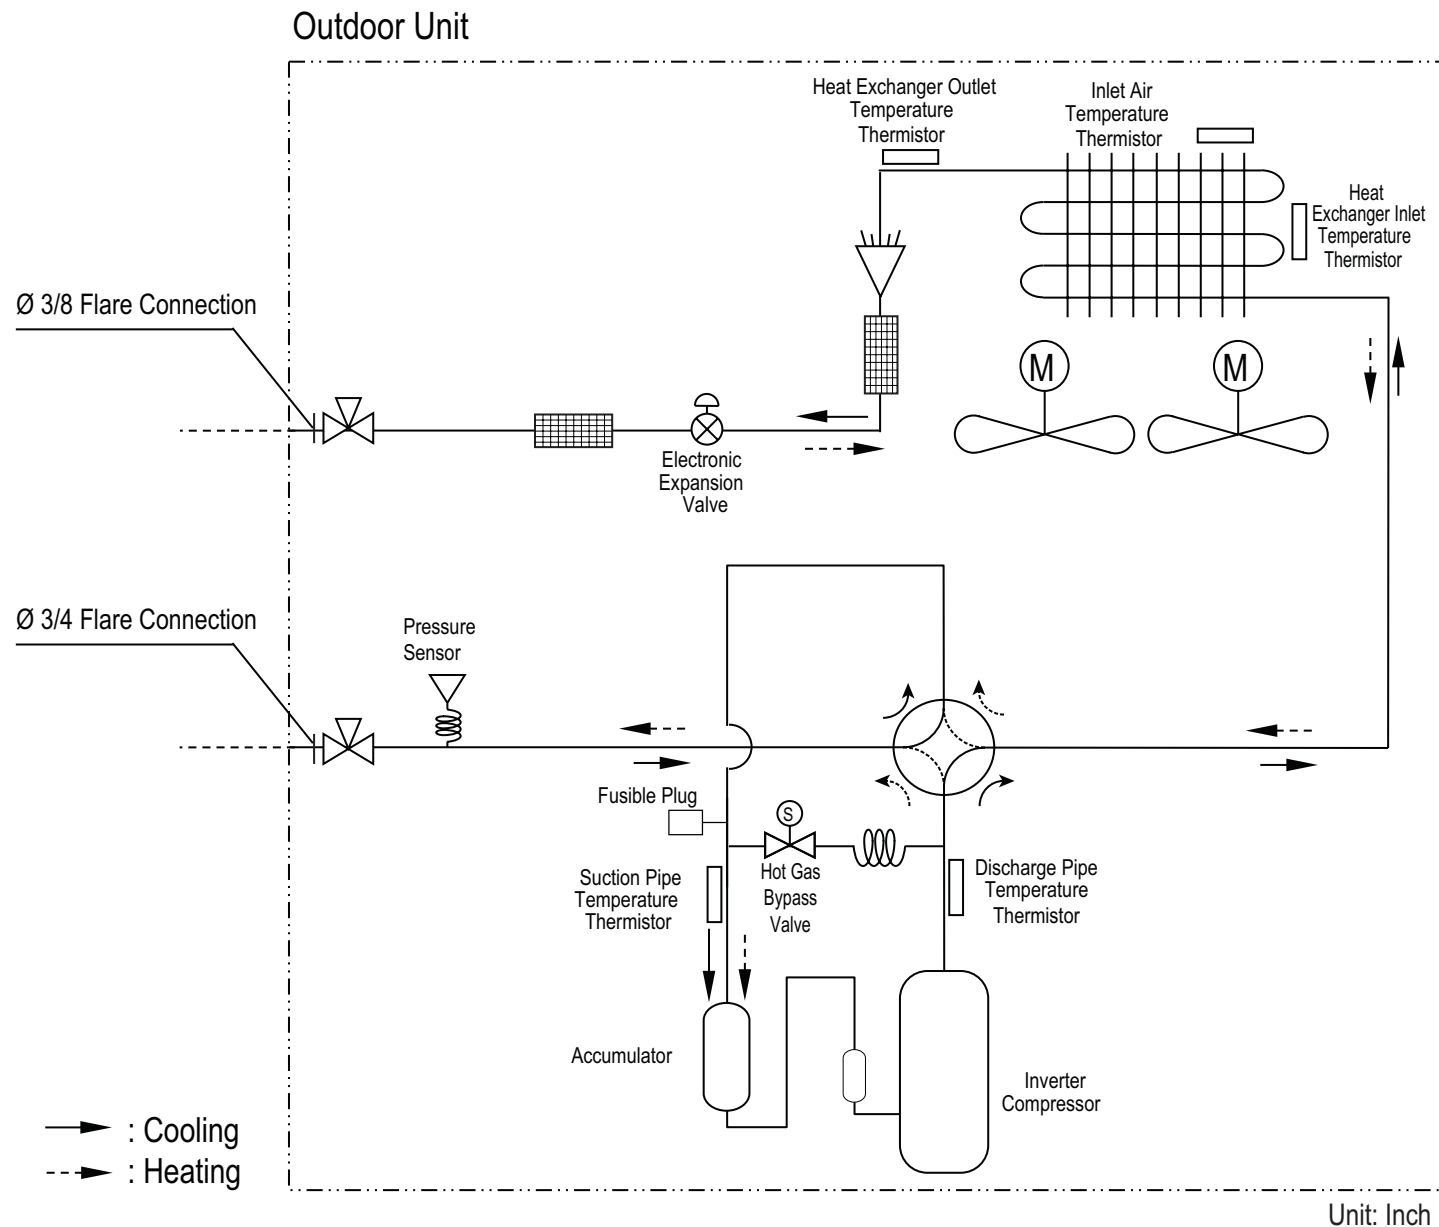 Outdoor Unit
Heat Exchanger Outlet
Temperature
Thermistor
Inlet Air
Temperature
Thermistor
Heat
Exchanger Inlet
Temperature
Thermistor
Ø 3/8 Flare Connection
M
M
Electronic
Expansion
Valve
Ø 3/4 Flare Connection
Pressure
Sensor
Fusible Plug
S
Hot Gas
Bypass
Valve
Suction Pipe
Temperature
Thermistor
Discharge Pipe
Temperature
Thermistor
Accumulator
Inverter
Compressor
: Cooling
: Heating
Unit: Inch